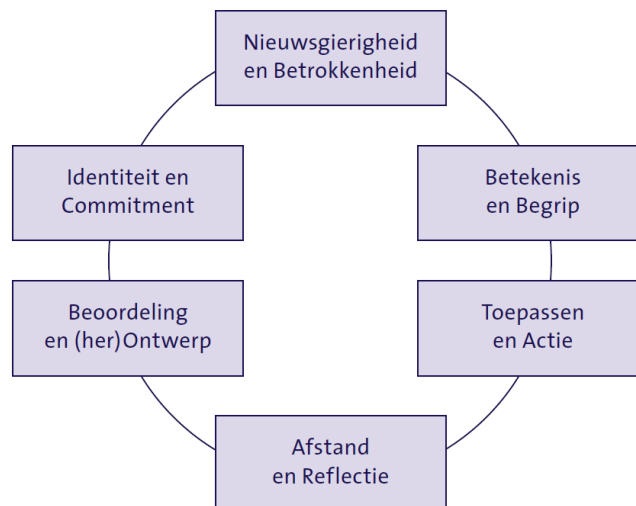 Nieuwsgierigheid
en Betrokkenheid
Betekenis
en Begrip
Toepassen
en Actie
Afstand
en Reflectie
Beoordeling
en (her)Ontwerp
Identiteit en
Commitment